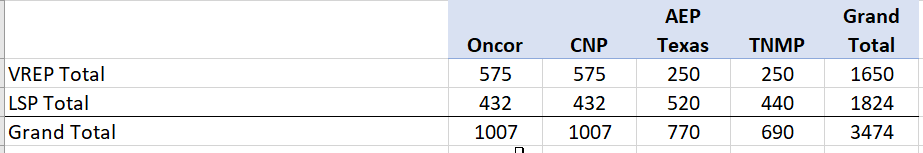 AEP Grand
Oncor CNP Texas TNMP Total
VREP Total 575 575 250 250 1650
LSP Total 432 432 520 440 1824
Grand Total 1007 1007 770 690 3474